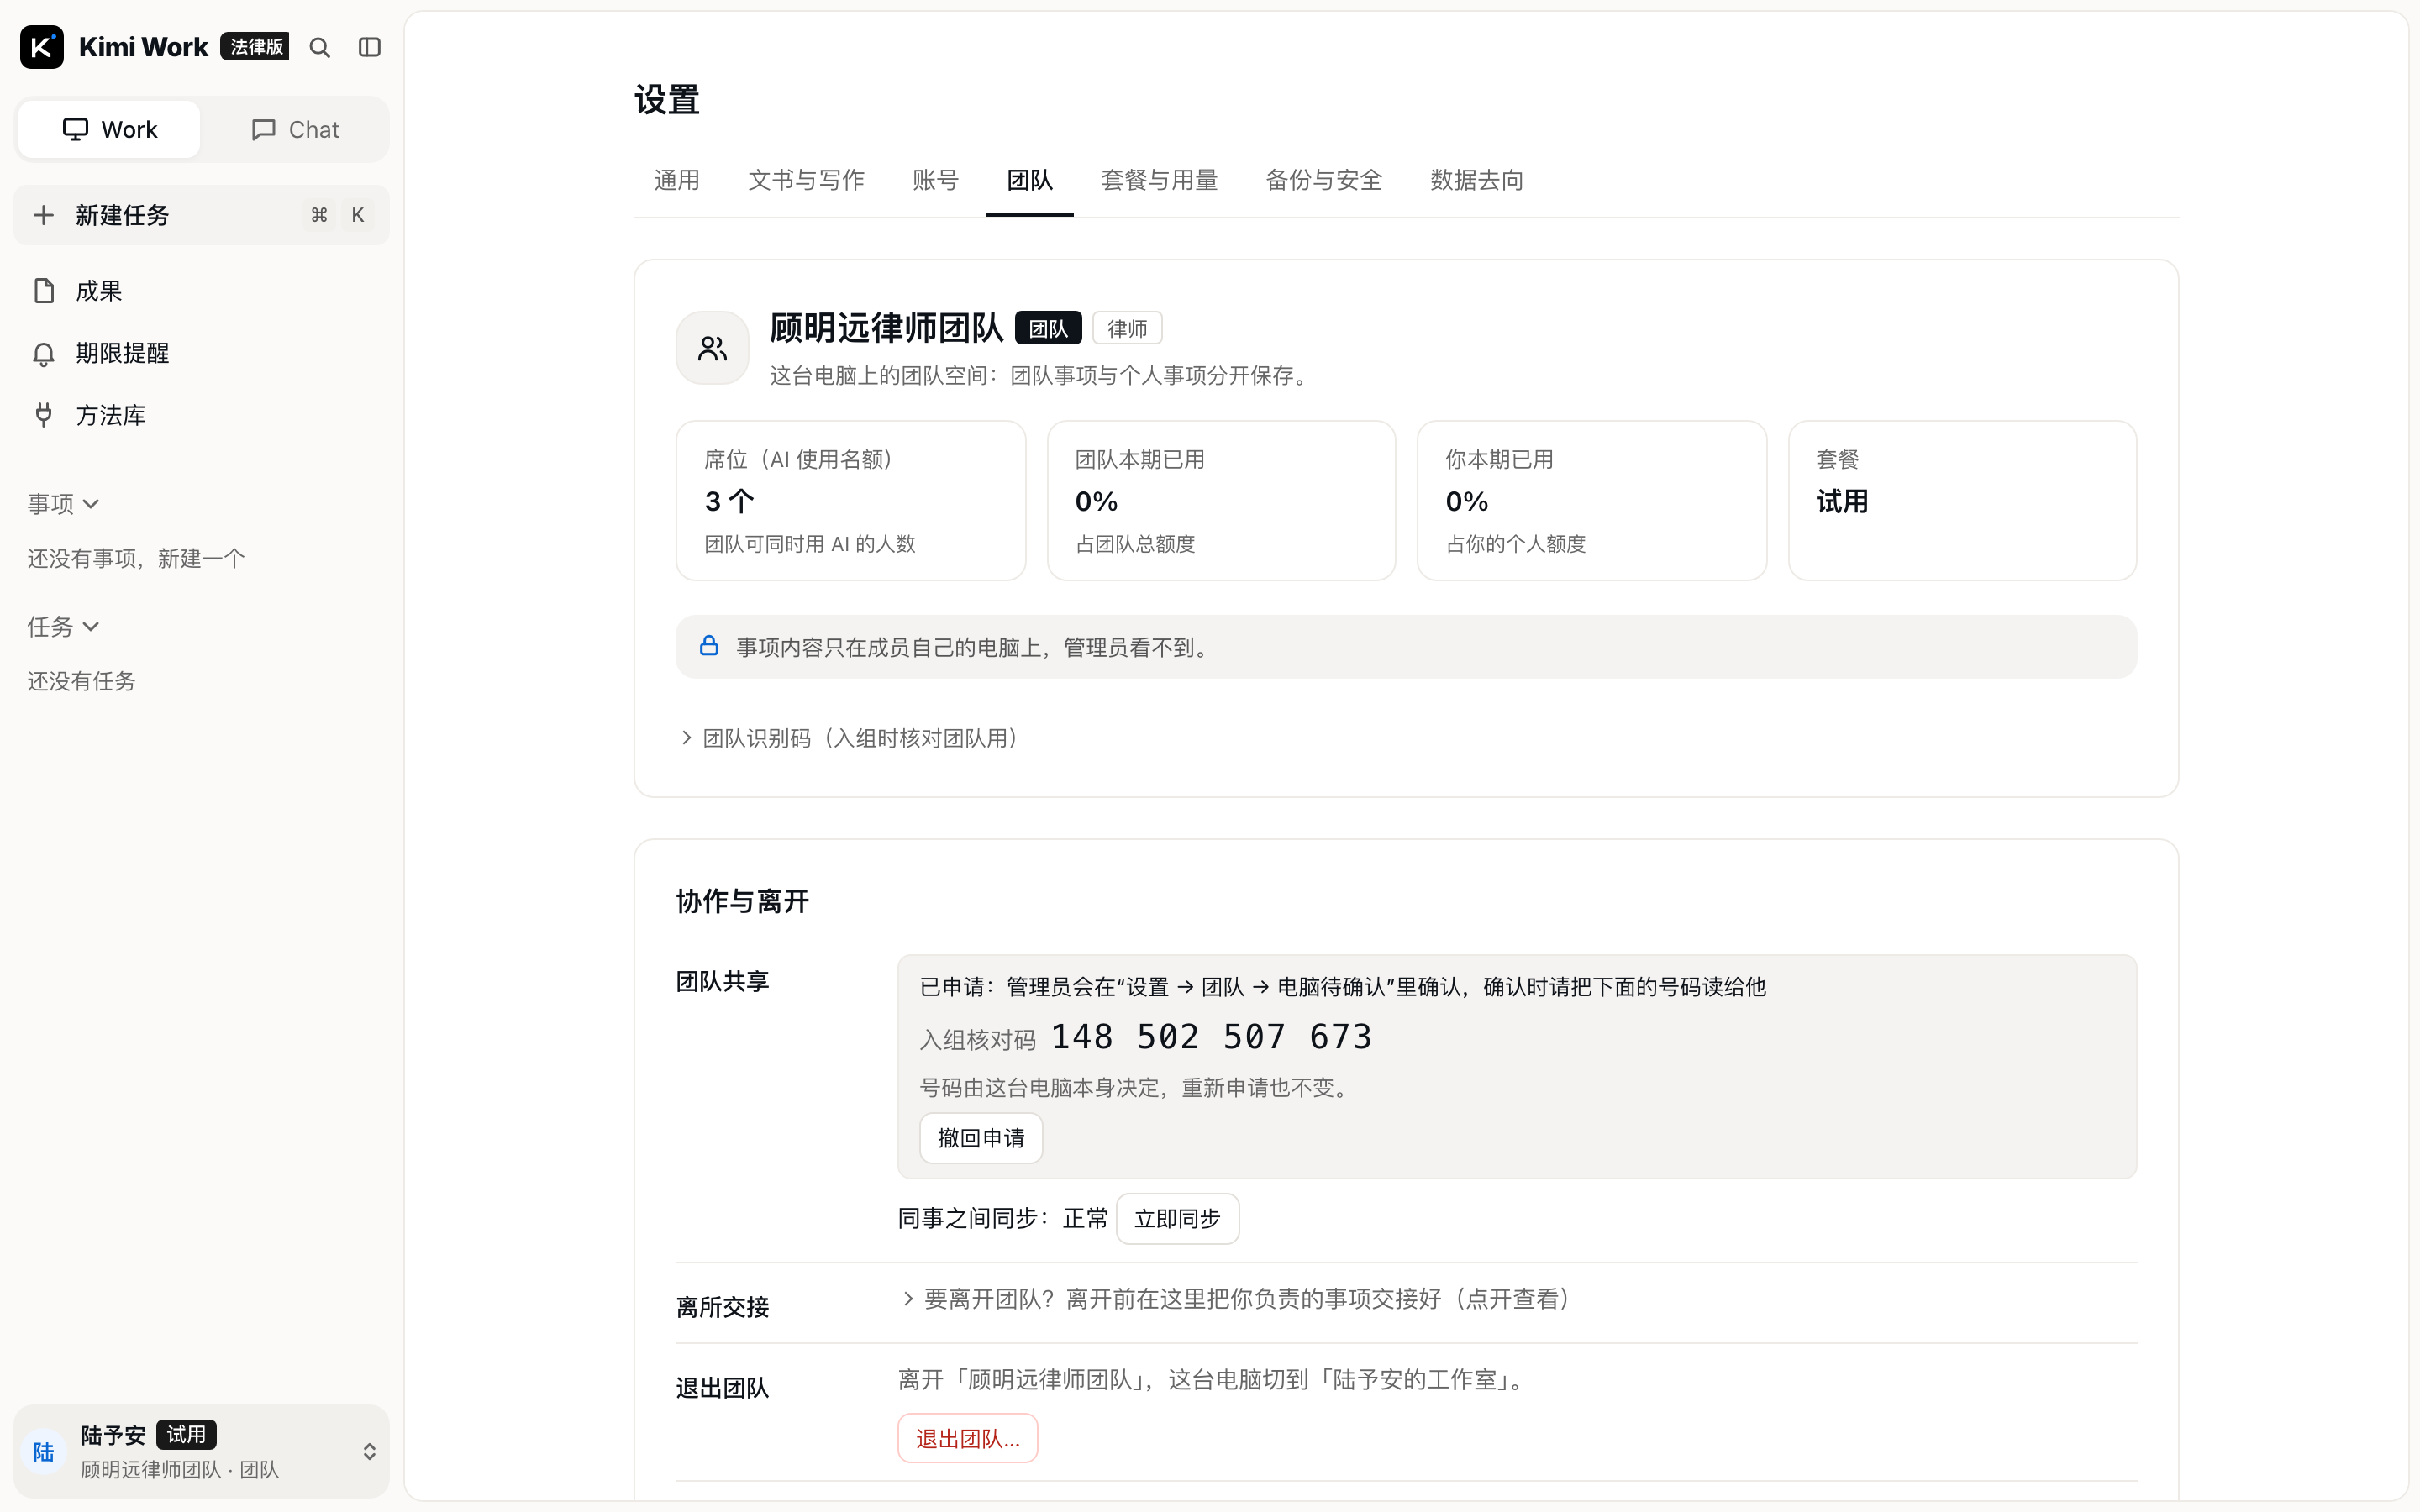 Kimi Work 法律版
Work
Chat
新建任务 ⌘ K
成果
期限提醒
方法库
事项
还没有事项，新建一个
任务
还没有任务
陆 陆予安 试用
顾明远律师团队 · 团队
设置
通用 文书与写作 账号 团队 套餐与用量 备份与安全 数据去向
顾明远律师团队 团队 律师
这台电脑上的团队空间：团队事项与个人事项分开保存。
席位（AI 使用名额）
3 个
团队可同时用 AI 的人数
团队本期已用
0%
占团队总额度
你本期已用
0%
占你的个人额度
套餐
试用
事项内容只在成员自己的电脑上，管理员看不到。
团队识别码（入组时核对团队用）
协作与离开
团队共享
已申请：管理员会在“设置 → 团队 → 电脑待确认”里确认，确认时请把下面的号码读给他
入组核对码 148 502 507 673
号码由这台电脑本身决定，重新申请也不变。
撤回申请
同事之间同步：正常 立即同步
离所交接
要离开团队？离开前在这里把你负责的事项交接好（点开查看）
退出团队
离开「顾明远律师团队」，这台电脑切到「陆予安的工作室」。
退出团队...